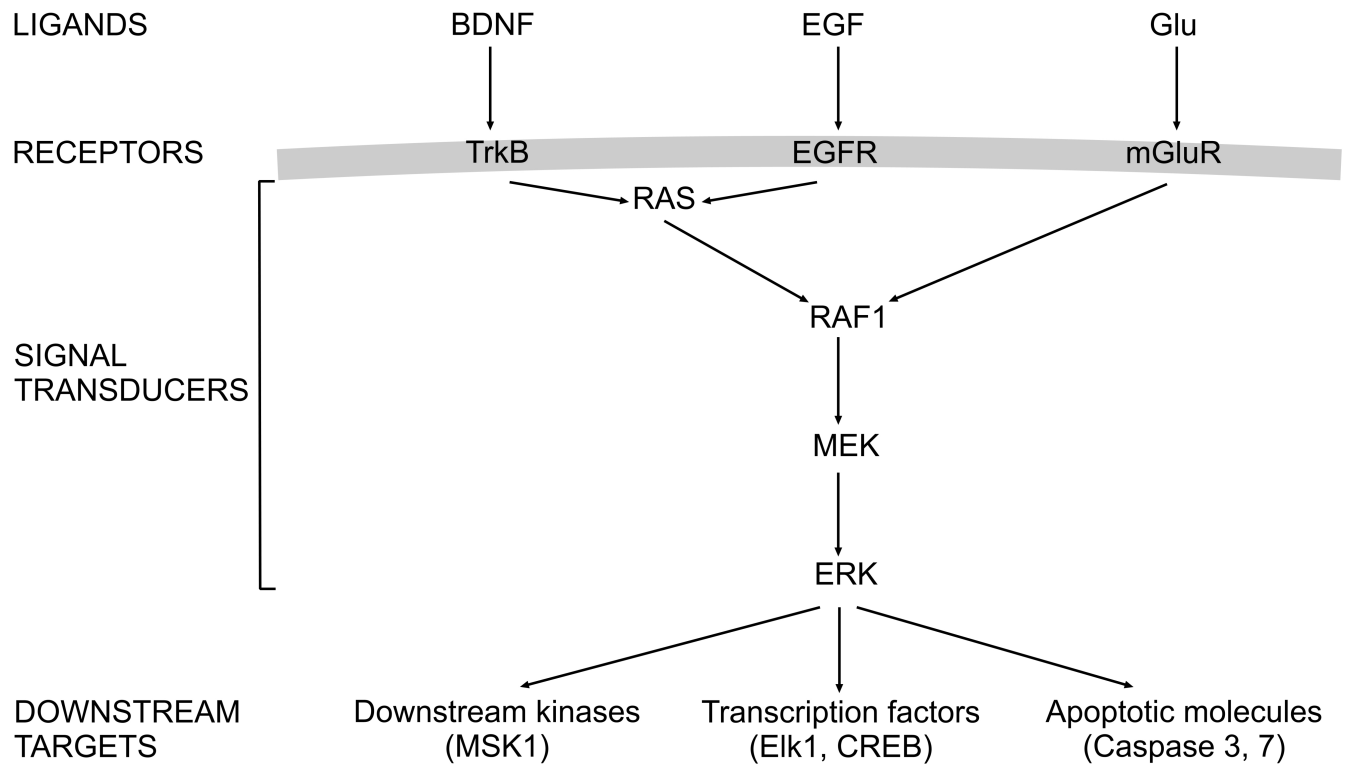 LIGANDS BDNF EGF Glu
RECEPTORS TrkB EGFR mGluR
RAS
RAF1
SIGNAL
TRANSDUCERS
MEK
ERK
DOWNSTREAM Downstream kinases Transcription factors Apoptotic molecules
TARGETS (MSK1) (Elk1, CREB) (Caspase 3, 7)